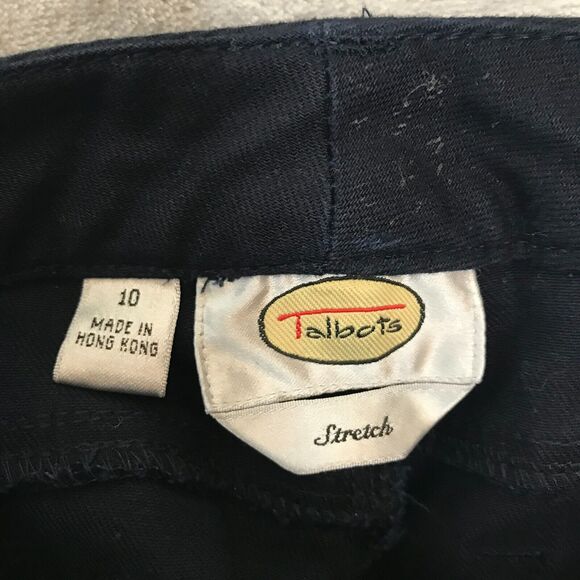 10
MADE IN
HONG KONG
Talbots
Stretch